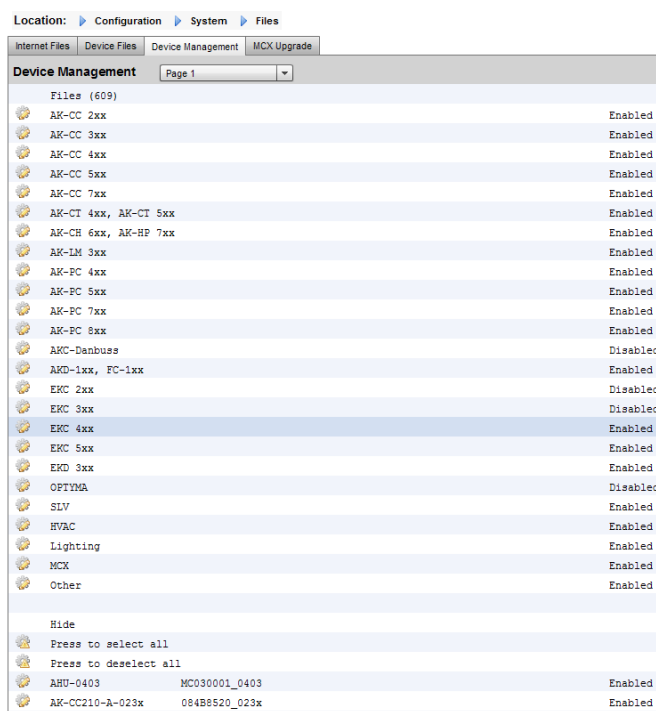 Location: Configuration System Files
Internet Files Device Files Device Management MCX Upgrade
Device Management Page 1
Files (609)
AK-CC 2xx Enabled
AK-CC 3xx Enabled
AK-CC 4xx Enabled
AK-CC 5xx Enabled
AK-CC 7xx Enabled
AK-CT 4xx, AK-CT 5xx Enabled
AK-CH 6xx, AK-HP 7xx Enabled
AK-LM 3xx Enabled
AK-PC 4xx Enabled
AK-PC 5xx Enabled
AK-PC 7xx Enabled
AK-PC 8xx Enabled
AKC-Danbuss Disabled
AKD-1xx, FC-1xx Enabled
EKC 2xx Disabled
EKC 3xx Disabled
EKC 4xx Enabled
EKC 5xx Enabled
EKD 3xx Enabled
OPTYMA Disabled
SLV Enabled
HVAC Enabled
Lighting Enabled
MCX Enabled
Other Enabled
Hide
Press to select all
Press to deselect all
AHU-0403 MC030001_0403 Enabled
AK-CC210-A-023x 084B8520_023x Enabled